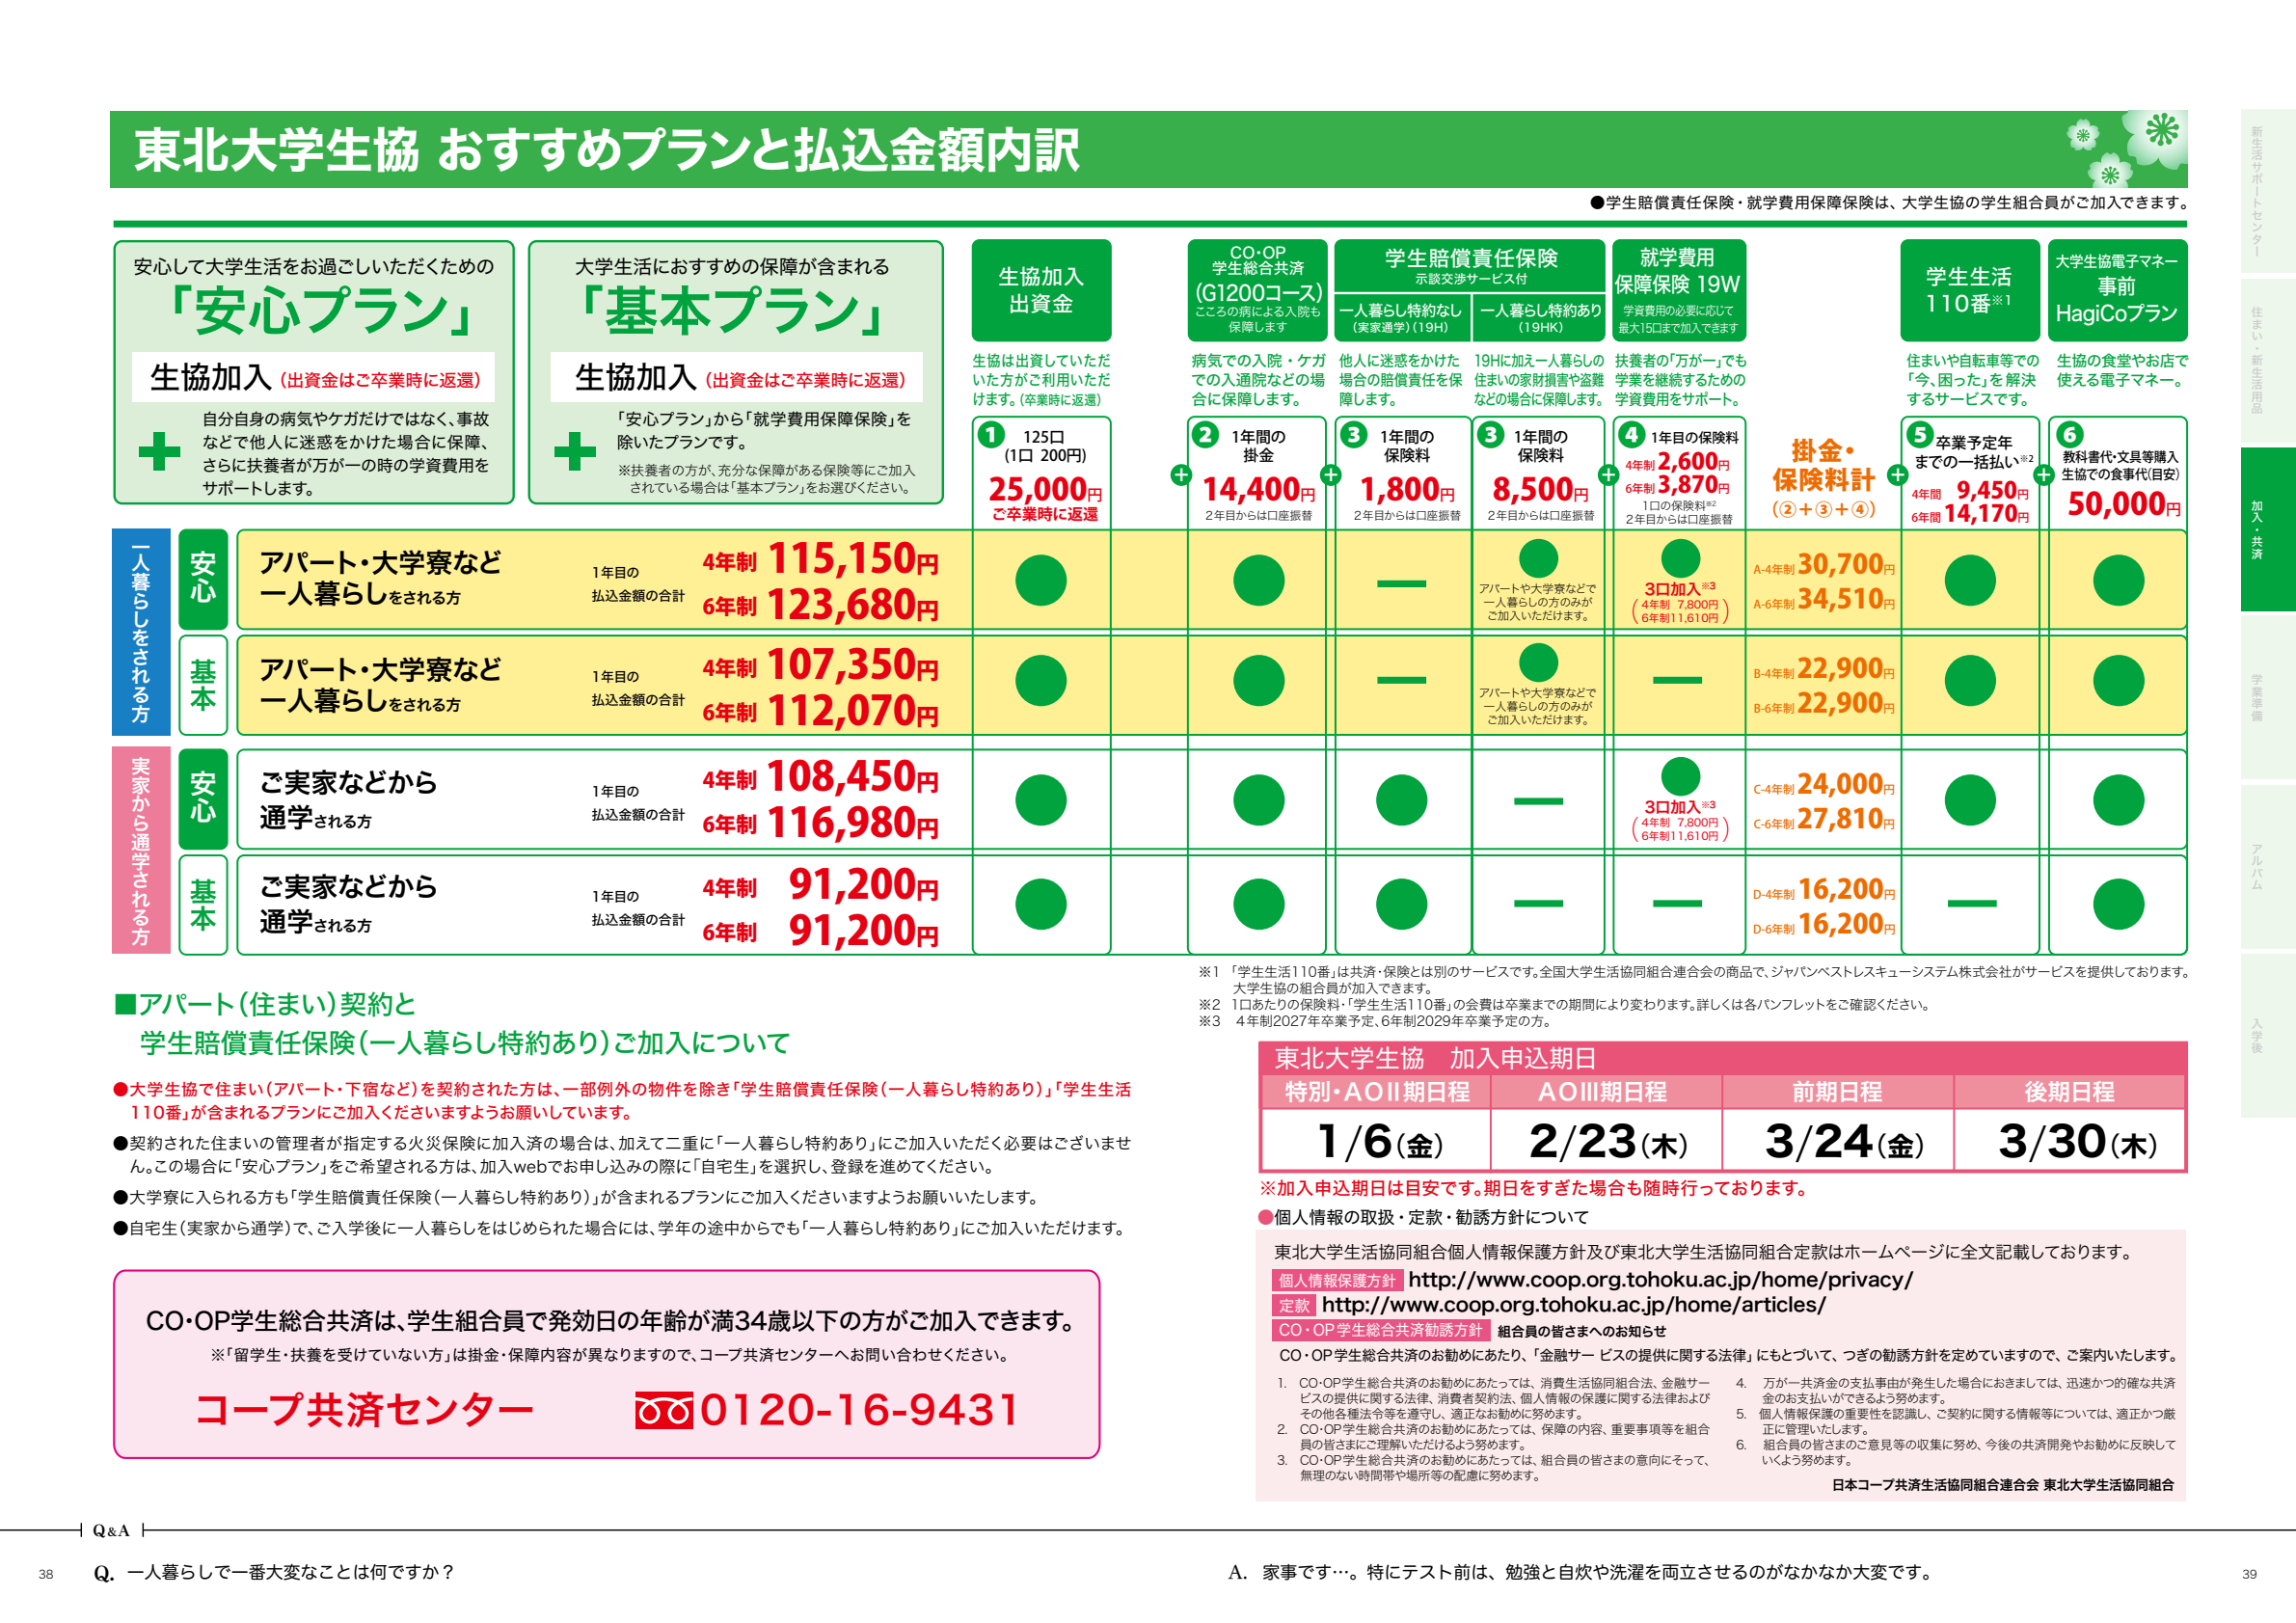 東北大学生協 おすすめプランと払込金額内訳
●学生賠償責任保険・就学費用保障保険は、大学生協の学生組合員がご加入できます。
安心して大学生活をお過ごしいただくための
「安心プラン」
生協加入（出資金はご卒業時に返還）
自分自身の病気やケガだけではなく、事故
などで他人に迷惑をかけた場合に保障、
さらに扶養者が万が一の時の学資費用を
サポートします。
大学生活におすすめの保障が含まれる
「基本プラン」
生協加入（出資金はご卒業時に返還）
「安心プラン」から「就学費用保障保険」を
除いたプランです。
※扶養者の方が、充分な保障がある保険等にご加入
されている場合は「基本プラン」をお選びください。
生協加入
出資金
生協は出資していただ
いた方がご利用いただ
けます。（卒業時に返還）
1 125口
（1口 200円）
25,000円
ご卒業時に返還
CO・OP
学生総合共済
（G1200コース）
こころの病による入院も
保障します
病気での入院・ケガ
での入通院などの場
合に保障します。
2 1年間の
掛金
14,400円
2年目からは口座振替
学生賠償責任保険
示談交渉サービス付
一人暮らし特約なし
（実家通学）（19H）
他人に迷惑をかけた
場合の賠償責任を保
障します。
3 1年間の
保険料
1,800円
2年目からは口座振替
一人暮らし特約あり
（19HK）
19Hに加え一人暮らしの
住まいの家財損害や盗難
などの場合に保障します。
3 1年間の
保険料
8,500円
2年目からは口座振替
就学費用
保障保険 19W
学資費用の必要に応じて
最大15口まで加入できます
扶養者の「万が一」でも
学業を継続するための
学資費用をサポート。
4 1年目の保険料
4年制 2,600円
6年制 3,870円
1口の保険料※2
2年目からは口座振替
掛金・
保険料計
（②＋③＋④）
学生生活
110番※1
住まいや自転車等での
「今、困った」を解決
するサービスです。
5 卒業予定年
までの一括払い※2
4年間 9,450円
6年間 14,170円
大学生協電子マネー
事前
HagiCoプラン
生協の食堂やお店で
使える電子マネー。
6
教科書代・文具等購入
生協での食事代（目安）
50,000円
一人暮らしをされる方
安心
アパート・大学寮など
一人暮らしをされる方
1年目の
払込金額の合計
4年制 115,150円
6年制 123,680円
アパートや大学寮などで
一人暮らしの方のみが
ご加入いただけます。
3口加入※3
（4年制 7,800円
6年制11,610円）
A-4年制 30,700円
A-6年制 34,510円
基本
アパート・大学寮など
一人暮らしをされる方
1年目の
払込金額の合計
4年制 107,350円
6年制 112,070円
アパートや大学寮などで
一人暮らしの方のみが
ご加入いただけます。
B-4年制 22,900円
B-6年制 22,900円
実家から通学される方
安心
ご実家などから
通学される方
1年目の
払込金額の合計
4年制 108,450円
6年制 116,980円
3口加入※3
（4年制 7,800円
6年制11,610円）
C-4年制 24,000円
C-6年制 27,810円
基本
ご実家などから
通学される方
1年目の
払込金額の合計
4年制 91,200円
6年制 91,200円
D-4年制 16,200円
D-6年制 16,200円
※1 「学生生活110番」は共済・保険とは別のサービスです。全国大学生活協同組合連合会の商品で、ジャパンベストレスキューシステム株式会社がサービスを提供しております。
大学生協の組合員が加入できます。
※2 1口あたりの保険料・「学生生活110番」の会費は卒業までの期間により変わります。詳しくは各パンフレットをご確認ください。
※3 4年制2027年卒業予定、6年制2029年卒業予定の方。
■アパート（住まい）契約と
学生賠償責任保険（一人暮らし特約あり）ご加入について
●大学生協で住まい（アパート・下宿など）を契約された方は、一部例外の物件を除き「学生賠償責任保険（一人暮らし特約あり）」「学生生活
110番」が含まれるプランにご加入くださいますようお願いしています。
●契約された住まいの管理者が指定する火災保険に加入済の場合は、加えて二重に「一人暮らし特約あり」にご加入いただく必要はございませ
ん。この場合に「安心プラン」をご希望される方は、加入webでお申し込みの際に「自宅生」を選択し、登録を進めてください。
●大学寮に入られる方も「学生賠償責任保険（一人暮らし特約あり）」が含まれるプランにご加入くださいますようお願いいたします。
●自宅生（実家から通学）で、ご入学後に一人暮らしをはじめられた場合には、学年の途中からでも「一人暮らし特約あり」にご加入いただけます。
CO・OP学生総合共済は、学生組合員で発効日の年齢が満34歳以下の方がご加入できます。
※「留学生・扶養を受けていない方」は掛金・保障内容が異なりますので、コープ共済センターへお問い合わせください。
コープ共済センター 0120-16-9431
東北大学生協 加入申込期日
特別・AOⅡ期日程 AOⅢ期日程 前期日程 後期日程
1/6（金） 2/23（木） 3/24（金） 3/30（木）
※加入申込期日は目安です。期日をすぎた場合も随時行っております。
●個人情報の取扱・定款・勧誘方針について
東北大学生活協同組合個人情報保護方針及び東北大学生活協同組合定款はホームページに全文記載しております。
個人情報保護方針 http://www.coop.org.tohoku.ac.jp/home/privacy/
定款 http://www.coop.org.tohoku.ac.jp/home/articles/
CO・OP学生総合共済勧誘方針 組合員の皆さまへのお知らせ
CO・OP学生総合共済のお勧めにあたり、「金融サービスの提供に関する法律」にもとづいて、つぎの勧誘方針を定めていますので、ご案内いたします。
1. CO・OP学生総合共済のお勧めにあたっては、消費生活協同組合法、金融サー
ビスの提供に関する法律、消費者契約法、個人情報の保護に関する法律および
その他各種法令等を遵守し、適正なお勧めに努めます。
2. CO・OP学生総合共済のお勧めにあたっては、保障の内容、重要事項等を組合
員の皆さまにご理解いただけるよう努めます。
3. CO・OP学生総合共済のお勧めにあたっては、組合員の皆さまの意向にそって、
無理のない時間帯や場所等の配慮に努めます。
4. 万が一共済金の支払事由が発生した場合におきましては、迅速かつ的確な共済
金のお支払いができるよう努めます。
5. 個人情報保護の重要性を認識し、ご契約に関する情報等については、適正かつ厳
正に管理いたします。
6. 組合員の皆さまのご意見等の収集に努め、今後の共済開発やお勧めに反映して
いくよう努めます。
日本コープ共済生活協同組合連合会 東北大学生活協同組合
新生活サポートセンター
住まい・新生活用品
加入・共済
学業準備
アルバム
入学後
Q&A
38 Q. 一人暮らしで一番大変なことは何ですか？
A. 家事です…。特にテスト前は、勉強と自炊や洗濯を両立させるのがなかなか大変です。 39